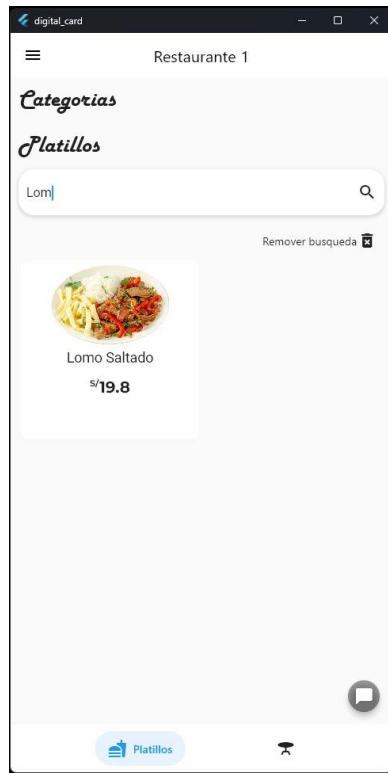 digital_card
Restaurante 1
Categorias
Platillos
Lom
Remover busqueda
Lomo Saltado
S/19.8
Platillos